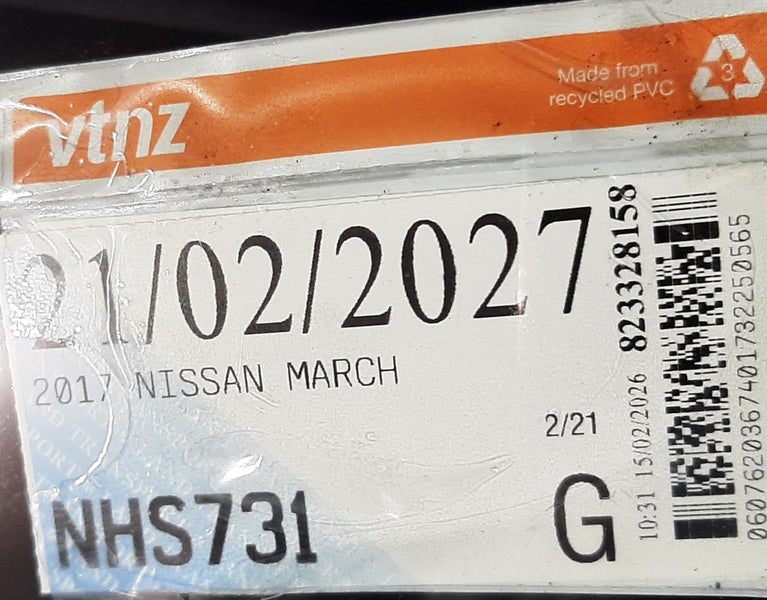 vtnz
Made from
recycled PVC
3
21/02/2027
2017 NISSAN MARCH
2/21
NHS731
G
823328158
10:31 15/02/2026
0607620367401732250565